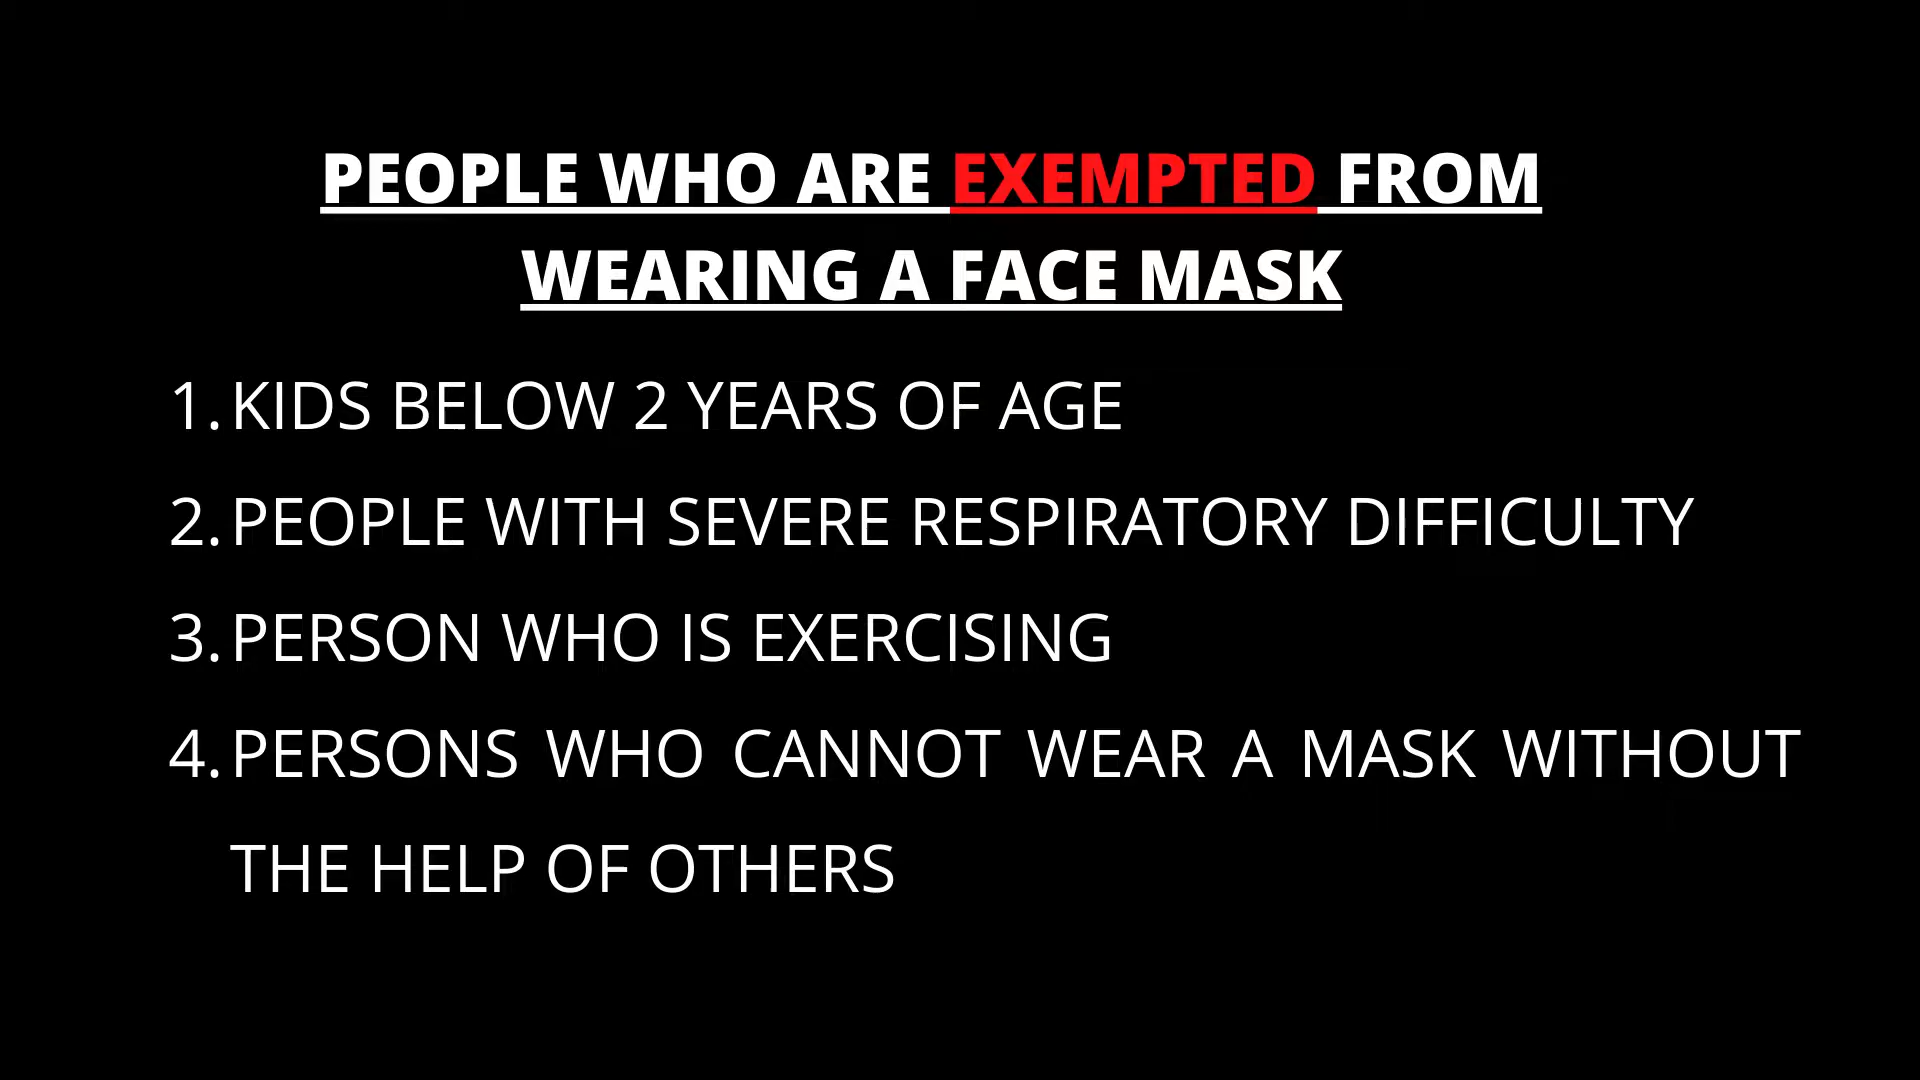 PEOPLE WHO ARE EXEMPTED FROM
WEARING A FACE MASK
1. KIDS BELOW 2 YEARS OF AGE
2. PEOPLE WITH SEVERE RESPIRATORY DIFFICULTY
3. PERSON WHO IS EXERCISING
4. PERSONS WHO CANNOT WEAR A MASK WITHOUT
THE HELP OF OTHERS